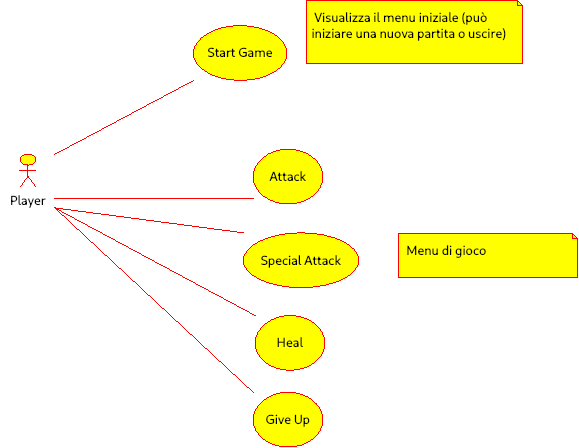 Visualizza il menu iniziale (può
iniziare una nuova partita o uscire)
Start Game
Player
Attack
Special Attack
Menu di gioco
Heal
Give Up